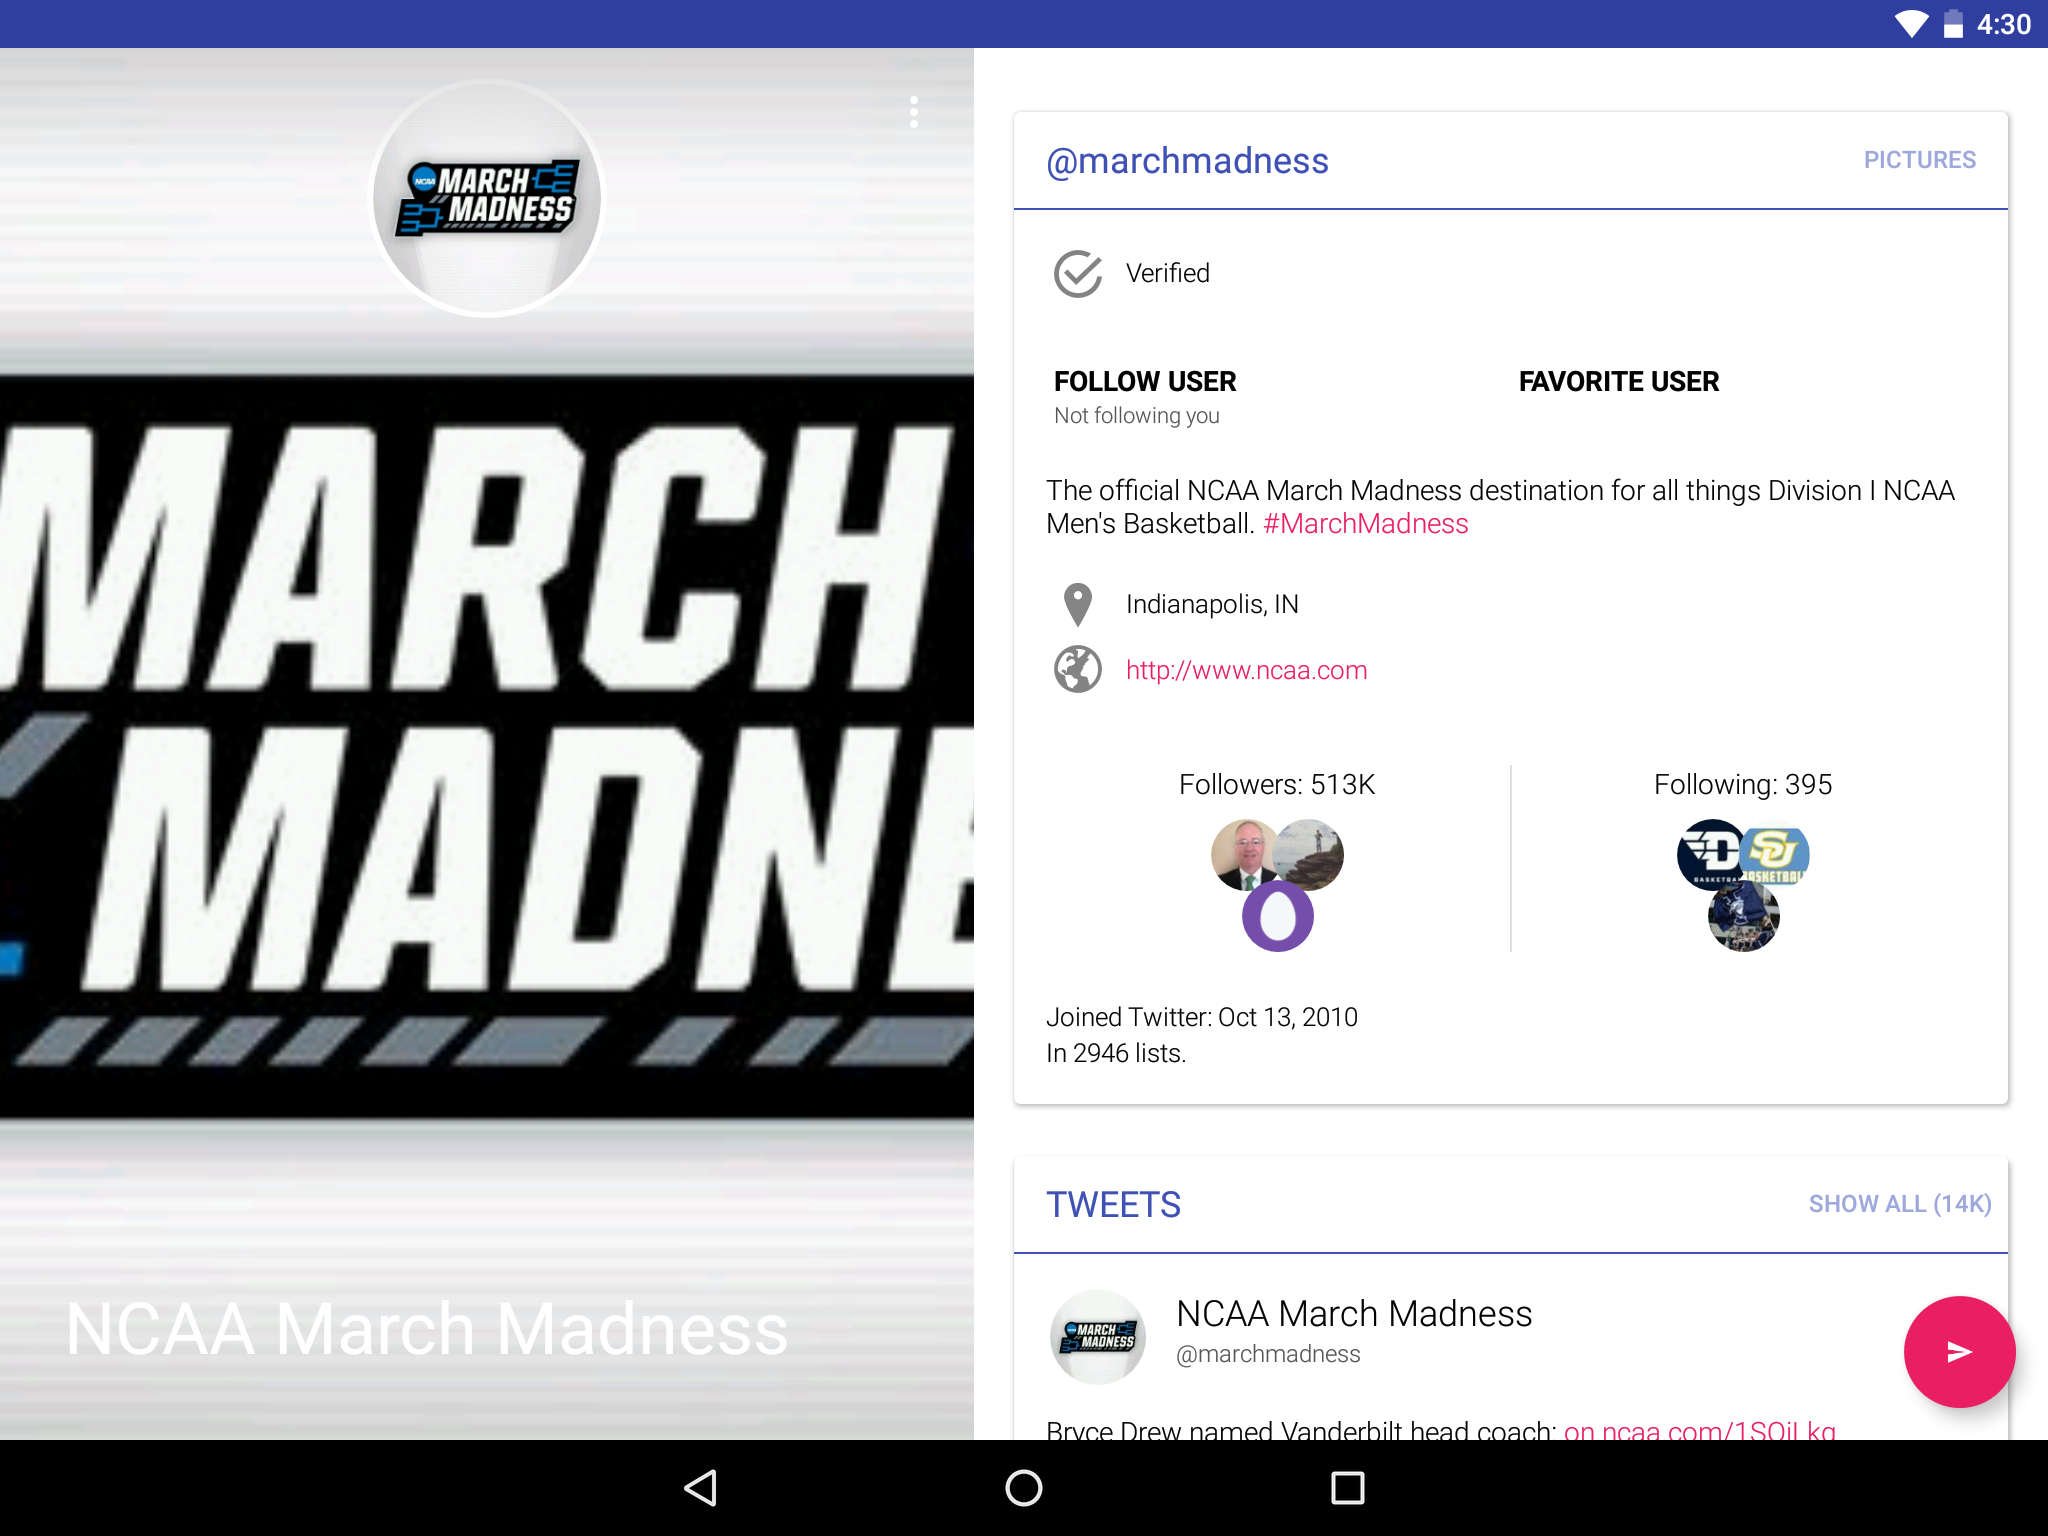 4:30
NCAA
MARCH
MADNESS
MARCH
MADNE
NCAA March Madness
@marchmadness
PICTURES
Verified
FOLLOW USER
FAVORITE USER
Not following you
The official NCAA March Madness destination for all things Division I NCAA
Men's Basketball. #MarchMadness
Indianapolis, IN
http://www.ncaa.com
Followers: 513K
Following: 395
D
BASKETBA
SU
BASKETBALL
Joined Twitter: Oct 13, 2010
In 2946 lists.
TWEETS
SHOW ALL (14K)
MARCH
MADNESS
NCAA March Madness
@marchmadness
Bryce Drew named Vanderbilt head coach: on.ncaa.com/1SOiLkg